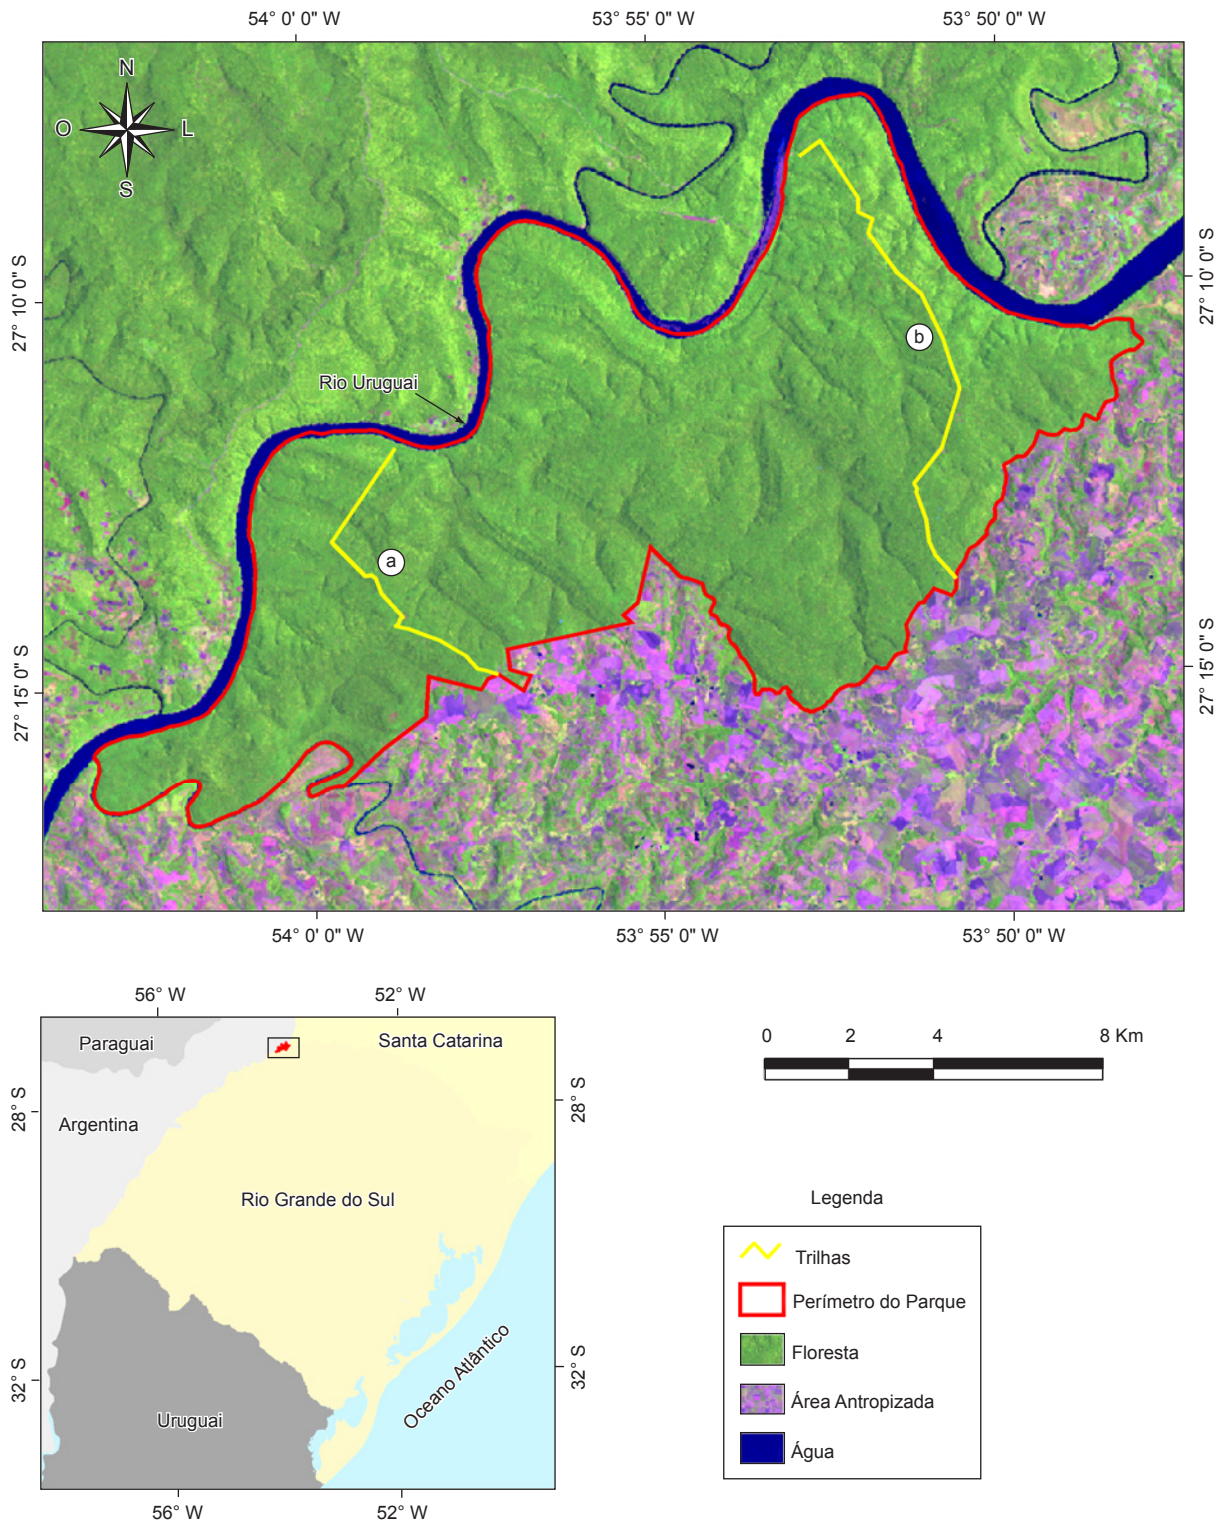 54° 0' 0" W
53° 55' 0" W
53° 50' 0" W
N
O
L
S
27° 10' 0" S
27° 10' 0" S
b
Rio Uruguai
a
27° 15' 0" S
27° 15' 0" S
54° 0' 0" W
53° 55' 0" W
53° 50' 0" W
56° W
52° W
Paraguai
Santa Catarina
0
2
4
8 Km
28° S
28° S
Argentina
Rio Grande do Sul
Legenda
Trilhas
Perímetro do Parque
Floresta
32° S
32° S
Oceano Atlântico
Área Antropizada
Uruguai
Água
56° W
52° W